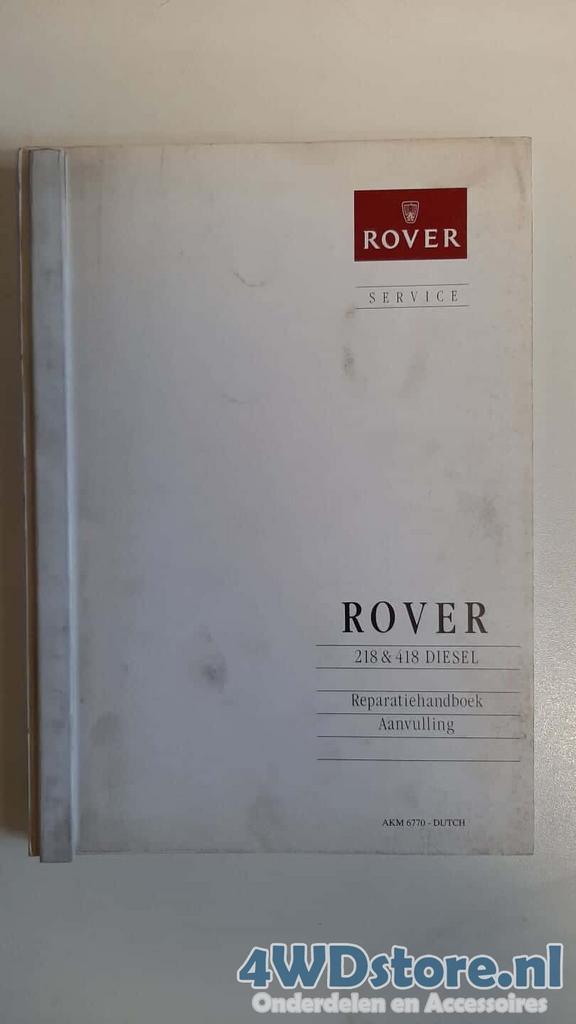 ROVER
SERVICE
ROVER
218 & 418 DIESEL
Reparatiehandboek
Aanvulling
AKM 6770 - DUTCH
4WDstore.nl
Onderdelen en Accessoires